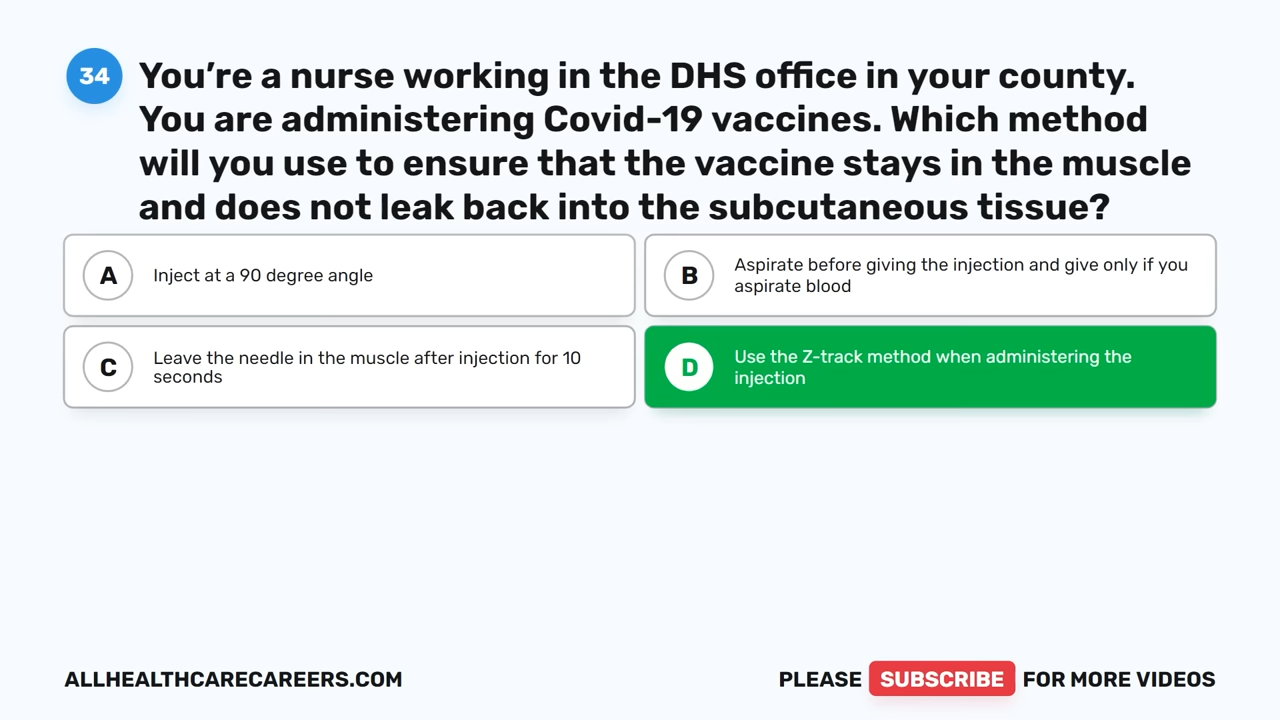 34
You’re a nurse working in the DHS office in your county.
You are administering Covid-19 vaccines. Which method
will you use to ensure that the vaccine stays in the muscle
and does not leak back into the subcutaneous tissue?
A
Inject at a 90 degree angle
B
Aspirate before giving the injection and give only if you
aspirate blood
C
Leave the needle in the muscle after injection for 10
seconds
D
Use the Z-track method when administering the
injection
ALLHEALTHCARECAREERS.COM
PLEASE SUBSCRIBE FOR MORE VIDEOS